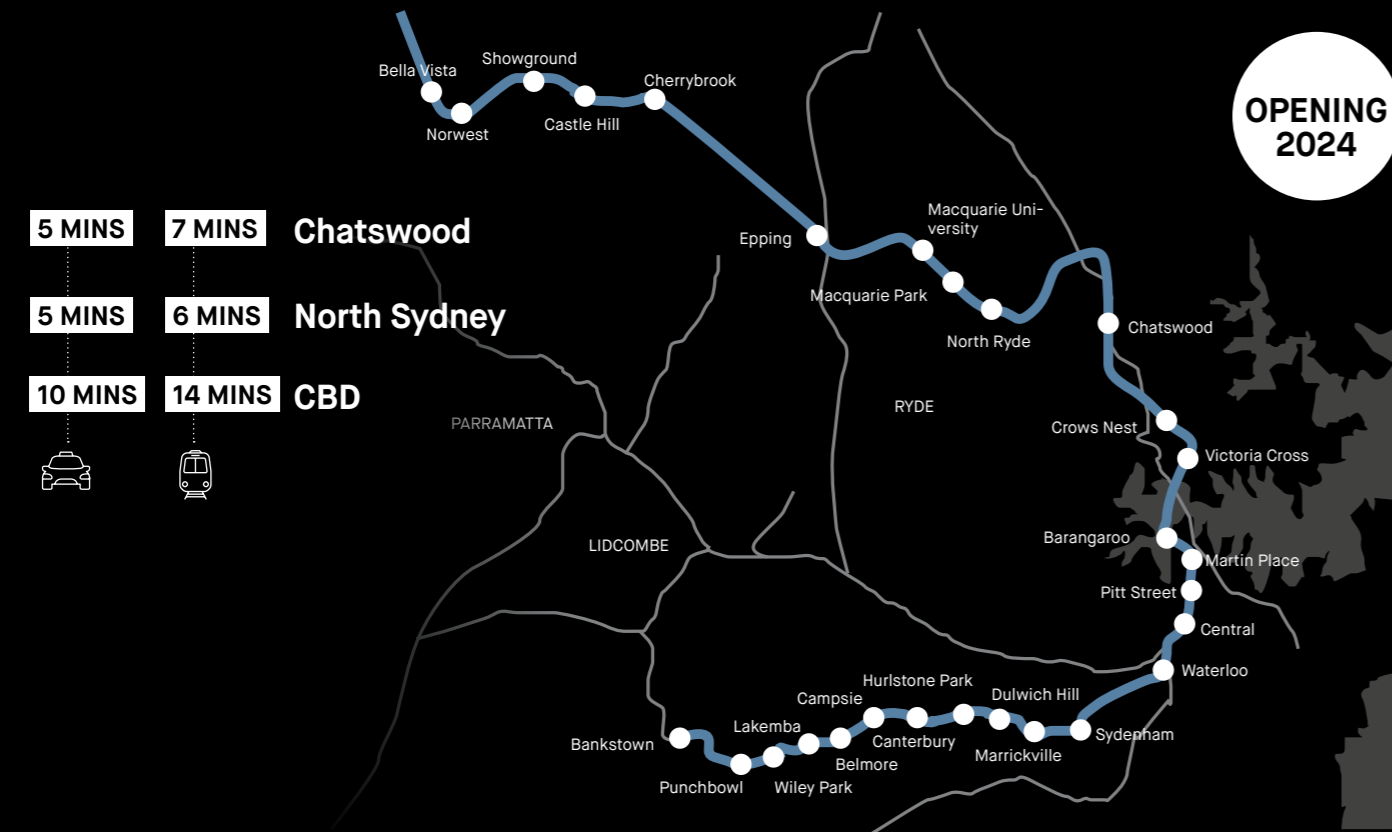 OPENING
2024
Bella Vista
Showground
Cherrybrook
Norwest
Castle Hill
5 MINS 7 MINS Chatswood
5 MINS 6 MINS North Sydney
10 MINS 14 MINS CBD
Epping
Macquarie Uni-
versity
Macquarie Park
North Ryde
Chatswood
PARRAMATTA
RYDE
Crows Nest
Victoria Cross
LIDCOMBE
Barangaroo
Martin Place
Pitt Street
Central
Waterloo
Hurlstone Park
Campsie
Dulwich Hill
Lakemba
Canterbury
Sydenham
Bankstown
Belmore
Marrickville
Punchbowl
Wiley Park